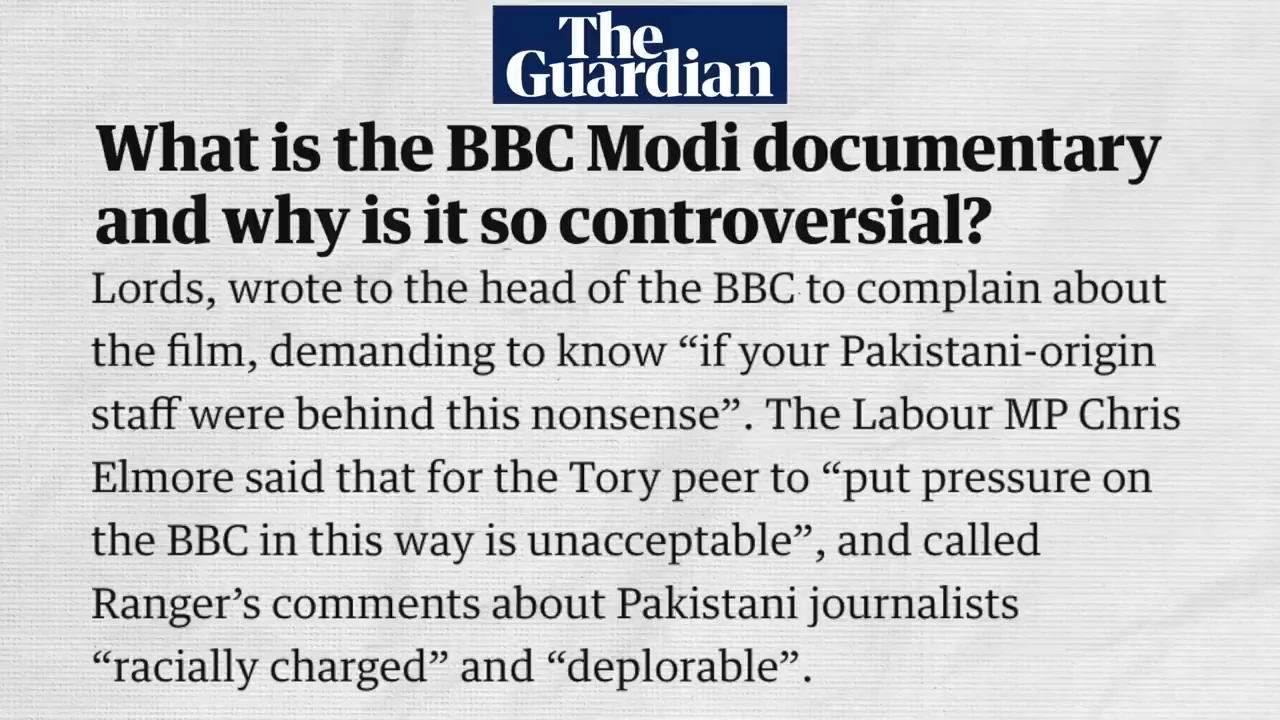 The
Guardian
What is the BBC Modi documentary
and why is it so controversial?
Lords, wrote to the head of the BBC to complain about
the film, demanding to know “if your Pakistani-origin
staff were behind this nonsense”. The Labour MP Chris
Elmore said that for the Tory peer to “put pressure on
the BBC in this way is unacceptable”, and called
Ranger’s comments about Pakistani journalists
“racially charged” and “deplorable”.